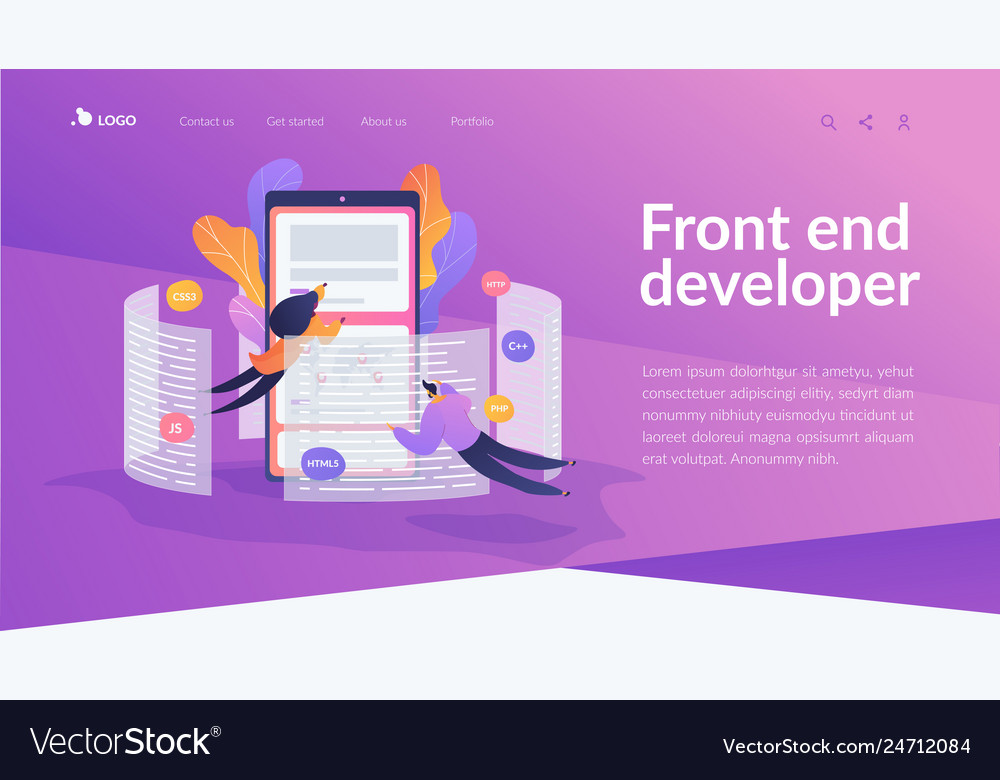 LOGO
Contact us
Get started
About us
Portfolio
Front end
developer
Lorem ipsum dolorhtgur sit ametyu, yehut
consectetuer adipiscingi elitiy, sedyrt diam
nonummy nibhiuty euismodyu tincidunt ut
laoreet doloreui magna opsisumrt aliquam
erat volutpat. Anonummy nibh.
CSS3
HTTP
C++
PHP
JS
HTML5
VectorStock®
VectorStock.com/24712084